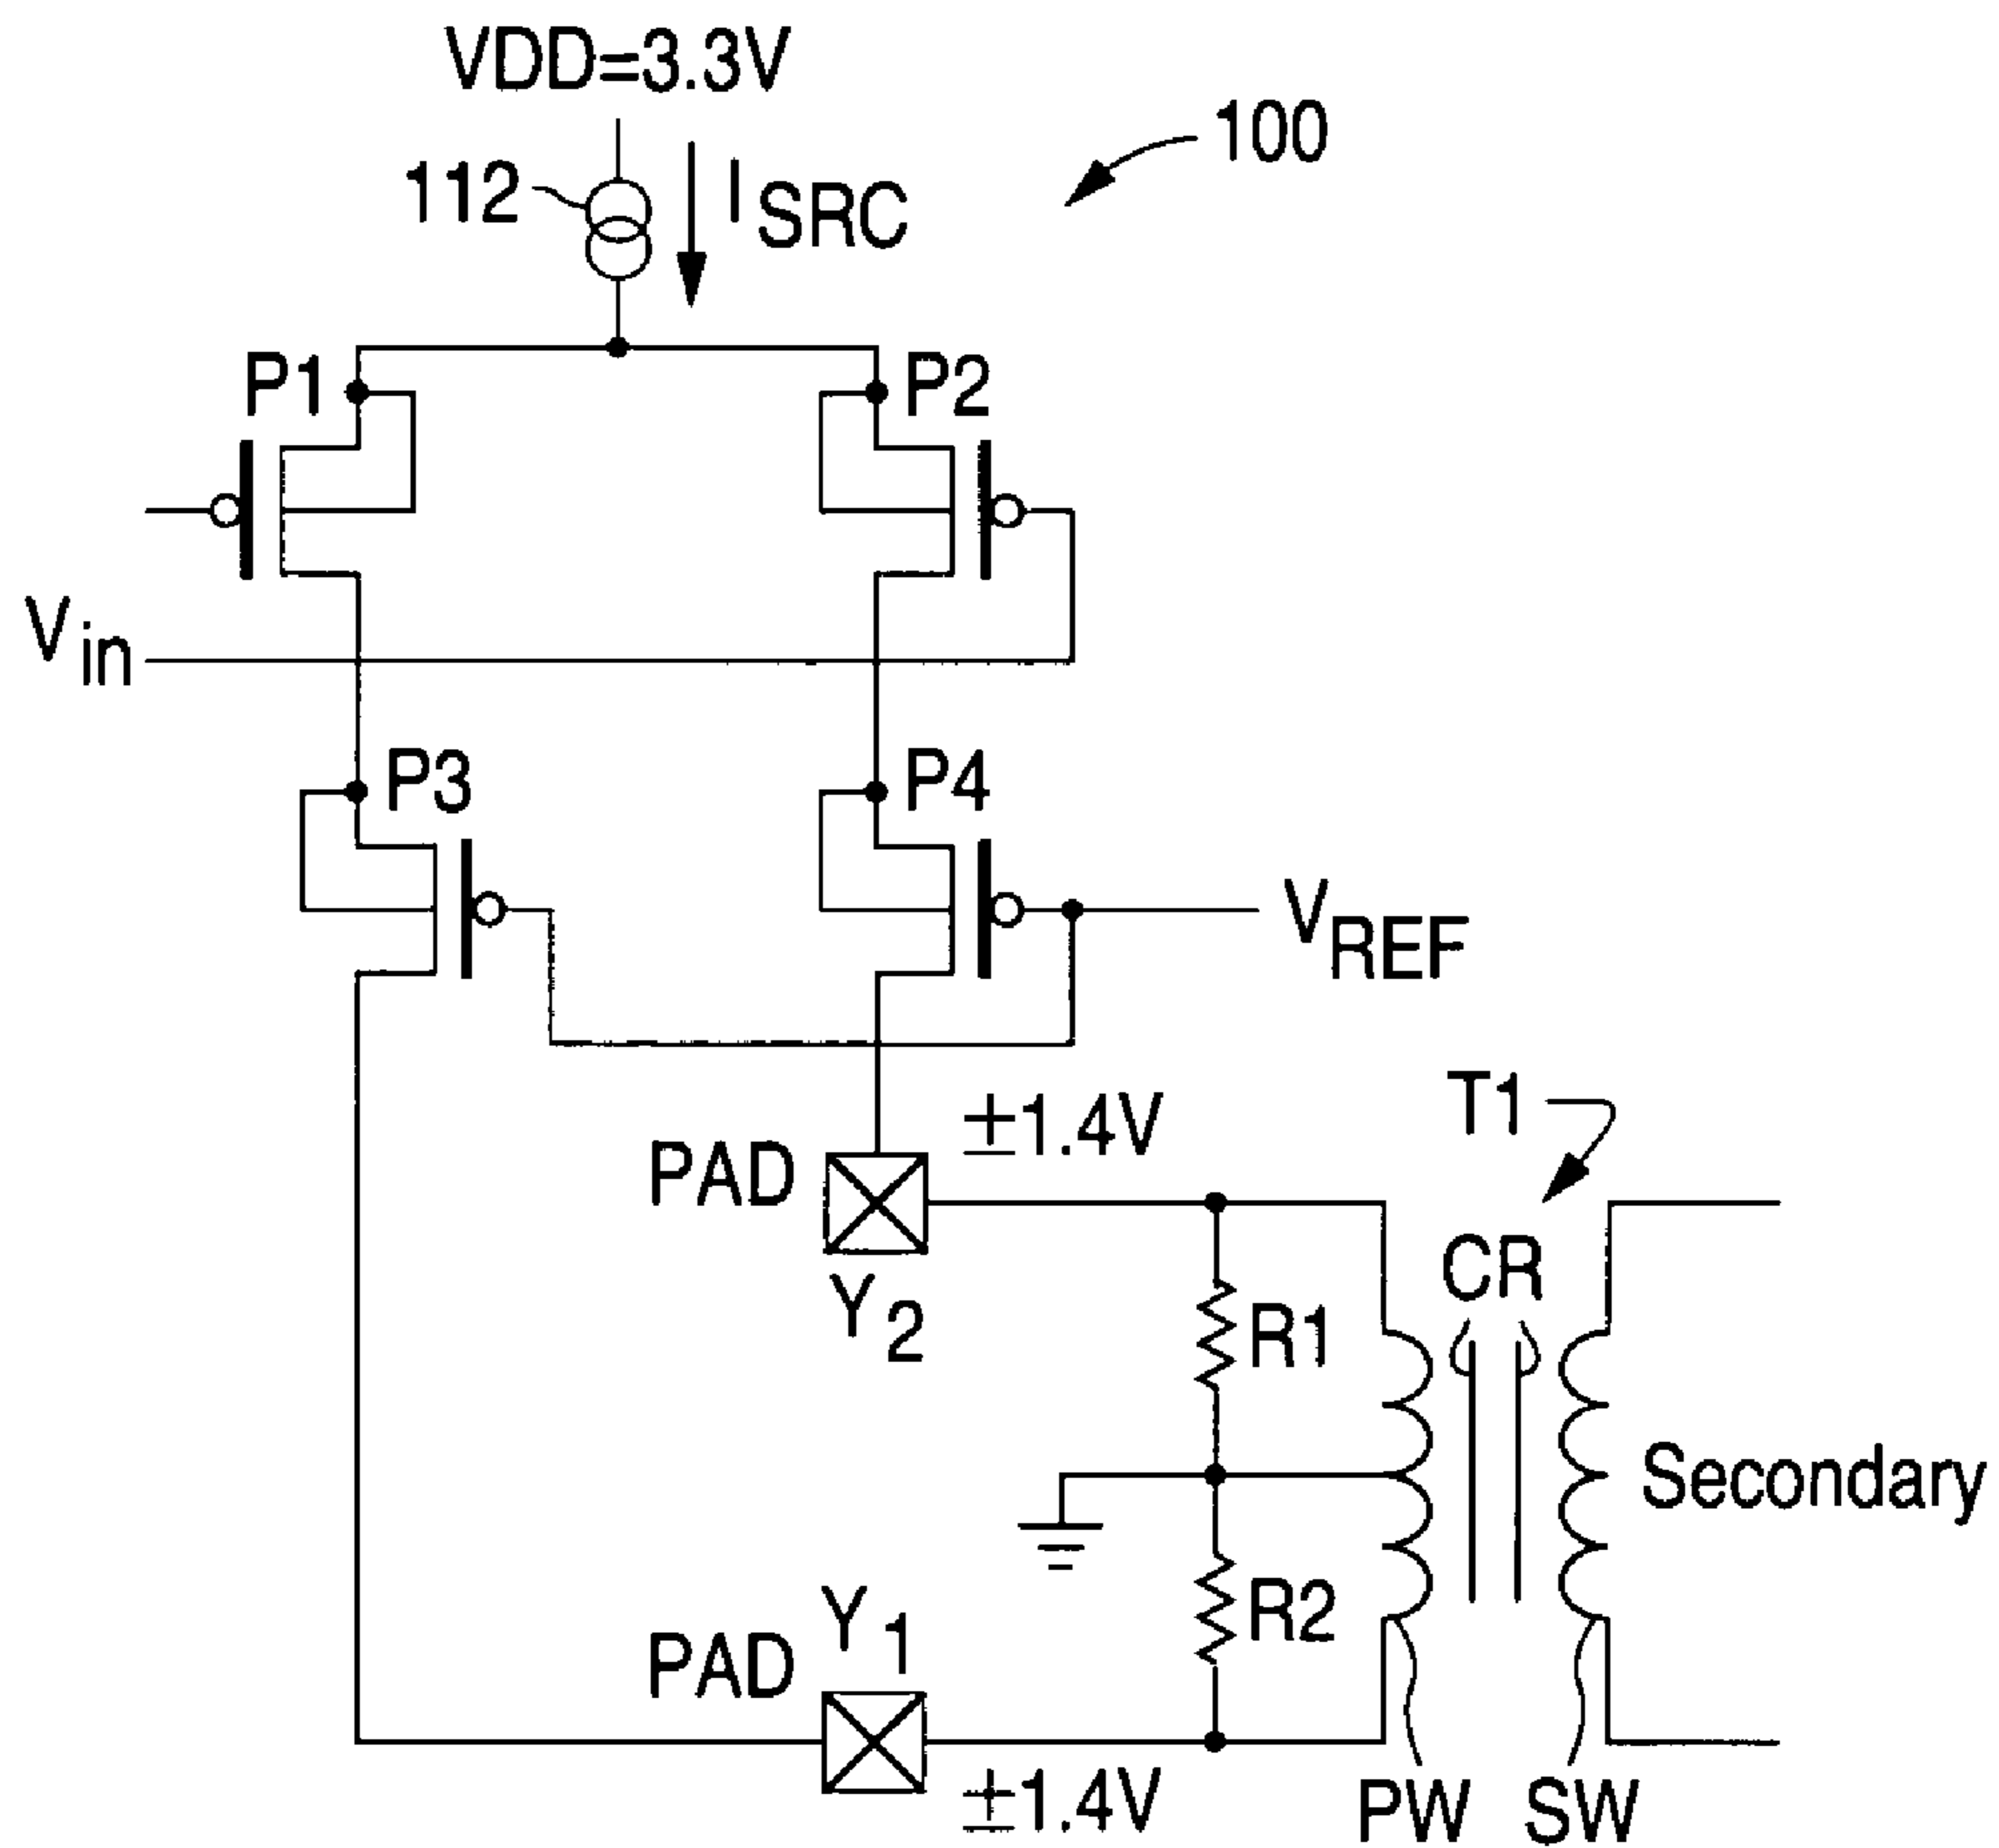 VDD=3.3V
100
112
I SRC
P1
P2
Vin
P3
P4
VREF
T1
±1.4V
PAD
CR
Y2
R1
Secondary
Y1
R2
PAD
±1.4V
PW
SW